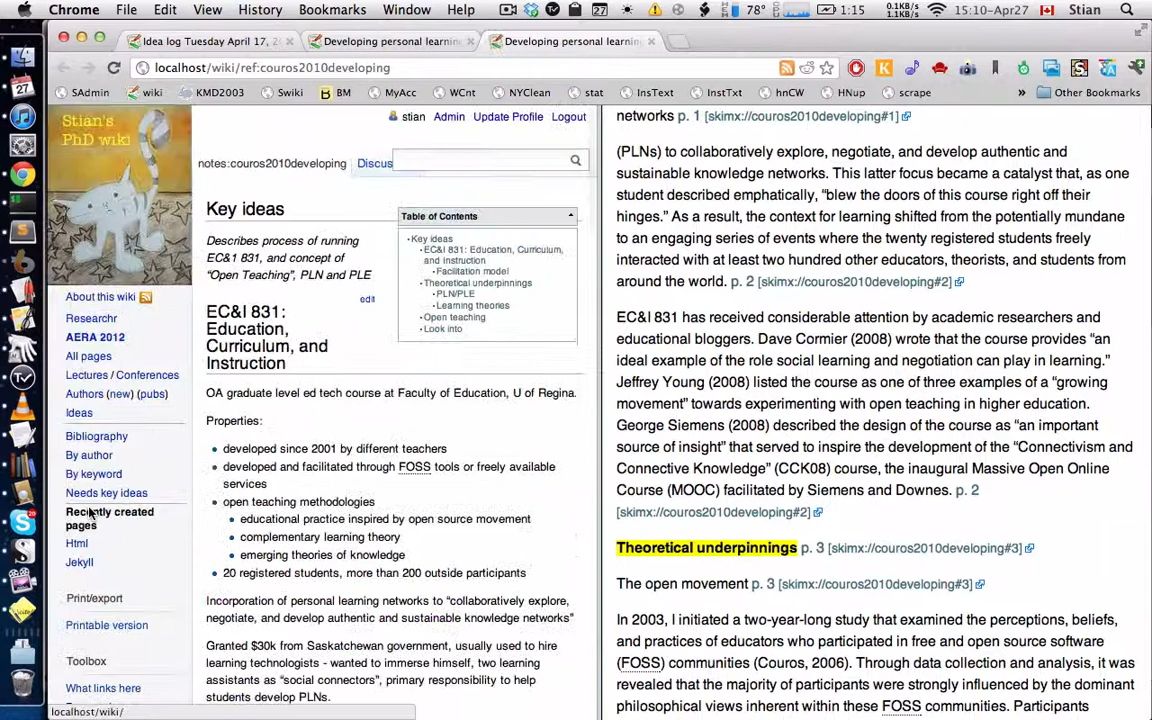 Chrome File Edit View History Bookmarks Window Help 27 78° 1:15 0.1KB/s 1.1KB/s 15:10-Apr27 Stian
Idea log Tuesday April 17, 2 Developing personal learnin Developing personal learnin
localhost/wiki/ref:couros2010developing
SAdmin wiki KMD2003 Swiki BM MyAcc WCnt NYClean stat InsText InstTxt hnCW HNup scrape » Other Bookmarks
Stian's
PhD wiki
About this wiki
Researchr
AERA 2012
All pages
Lectures / Conferences
Authors (new) (pubs)
Ideas
Bibliography
By author
By keyword
Needs key ideas
Recently created
pages
Html
Jekyll
Print/export
Printable version
Toolbox
What links here
localhost/wiki/
stian Admin Update Profile Logout
notes:couros2010developing Discus
Key ideas
Describes process of running
EC&1 831, and concept of
"Open Teaching", PLN and PLE
edit
Table of Contents
Key ideas
EC&I 831: Education, Curriculum,
and Instruction
Facilitation model
Theoretical underpinnings
PLN/PLE
Learning theories
Open teaching
Look into
EC&I 831:
Education,
Curriculum, and
Instruction
OA graduate level ed tech course at Faculty of Education, U of Regina.
Properties:
developed since 2001 by different teachers
developed and facilitated through FOSS tools or freely available
services
open teaching methodologies
educational practice inspired by open source movement
complementary learning theory
emerging theories of knowledge
20 registered students, more than 200 outside participants
Incorporation of personal learning networks to "collaboratively explore,
negotiate, and develop authentic and sustainable knowledge networks"
Granted $30k from Saskatchewan government, usually used to hire
learning technologists - wanted to immerse himself, two learning
assistants as "social connectors", primary responsibility to help
students develop PLNs.
networks p. 1 [skimx://couros2010developing#1]
(PLNs) to collaboratively explore, negotiate, and develop authentic and
sustainable knowledge networks. This latter focus became a catalyst that, as one
student described emphatically, "blew the doors of this course right off their
hinges." As a result, the context for learning shifted from the potentially mundane
to an engaging series of events where the twenty registered students freely
interacted with at least two hundred other educators, theorists, and students from
around the world. p. 2 [skimx://couros2010developing#2]
EC&I 831 has received considerable attention by academic researchers and
educational bloggers. Dave Cormier (2008) wrote that the course provides "an
ideal example of the role social learning and negotiation can play in learning."
Jeffrey Young (2008) listed the course as one of three examples of a "growing
movement" towards experimenting with open teaching in higher education.
George Siemens (2008) described the design of the course as "an important
source of insight" that served to inspire the development of the "Connectivism and
Connective Knowledge" (CCK08) course, the inaugural Massive Open Online
Course (MOOC) facilitated by Siemens and Downes. p. 2
[skimx://couros2010developing#2]
Theoretical underpinnings p. 3 [skimx://couros2010developing#3]
The open movement p. 3 [skimx://couros2010developing#3]
In 2003, I initiated a two-year-long study that examined the perceptions, beliefs,
and practices of educators who participated in free and open source software
(FOSS) communities (Couros, 2006). Through data collection and analysis, it was
revealed that the majority of participants were strongly influenced by the dominant
philosophical views inherent within these FOSS communities. Participants